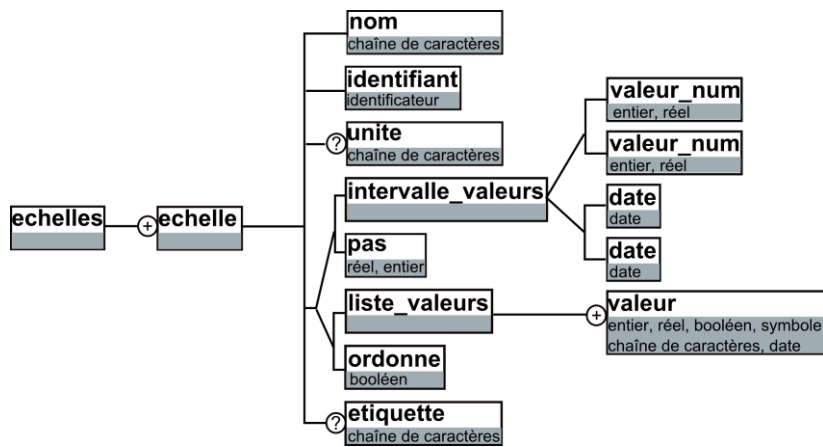 nom
chaîne de caractères
identifiant
identificateur
?
unite
chaîne de caractères
echelles
+
echelle
intervalle_valeurs
pas
réel, entier
liste_valeurs
ordonne
booléen
?
etiquette
chaîne de caractères
valeur_num
entier, réel
valeur_num
entier, réel
date
date
date
date
+
valeur
entier, réel, booléen, symbole
chaîne de caractères, date